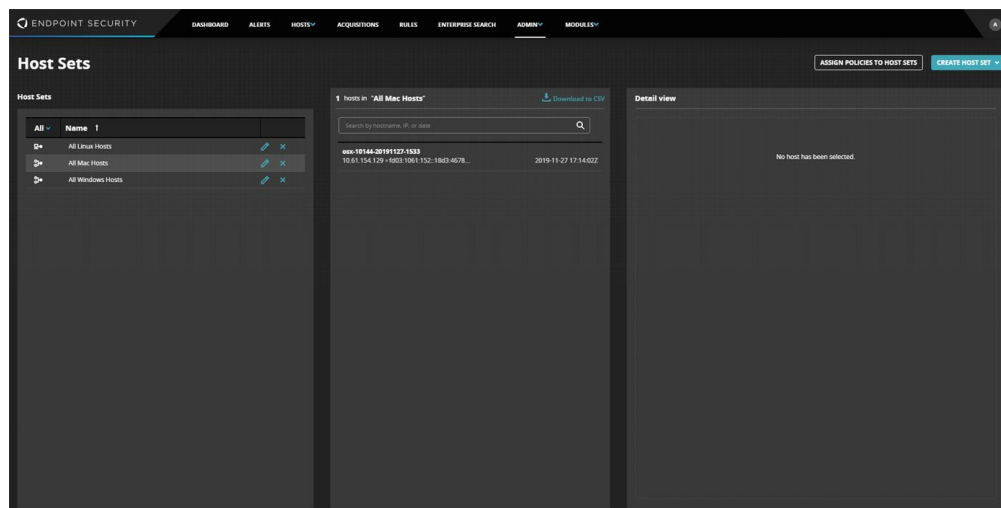 ENDPOINT SECURITY
DASHBOARD ALERTS HOSTS ACQUISITIONS RULES ENTERPRISE SEARCH ADMIN MODULES A
Host Sets
ASSIGN POLICIES TO HOST SETS CREATE HOST SET
Host Sets
All Name ↑
All Linux Hosts
All Mac Hosts
All Windows Hosts
1 hosts in "All Mac Hosts" Download to CSV
Search by hostname, IP, or date
osx-10144-20191127-1533
10.61.154.129 • fd03:1061:152::18d3:4678... 2019-11-27 17:14:02Z
Detail view
No host has been selected.